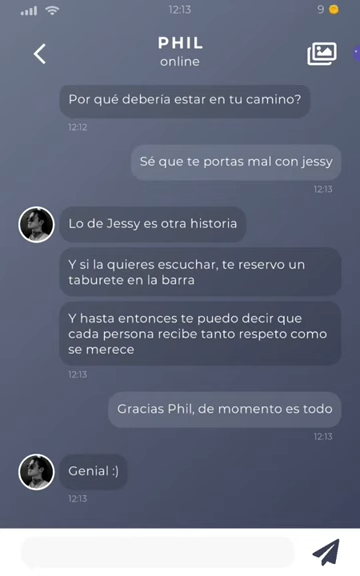 12:13
9
PHIL
online
Por qué debería estar en tu camino?
12:12
Sé que te portas mal con jessy
12:13
Lo de Jessy es otra historia
Y si la quieres escuchar, te reservo un
taburete en la barra
Y hasta entonces te puedo decir que
cada persona recibe tanto respeto como
se merece
12:13
Gracias Phil, de momento es todo
12:13
Genial :)
12:13